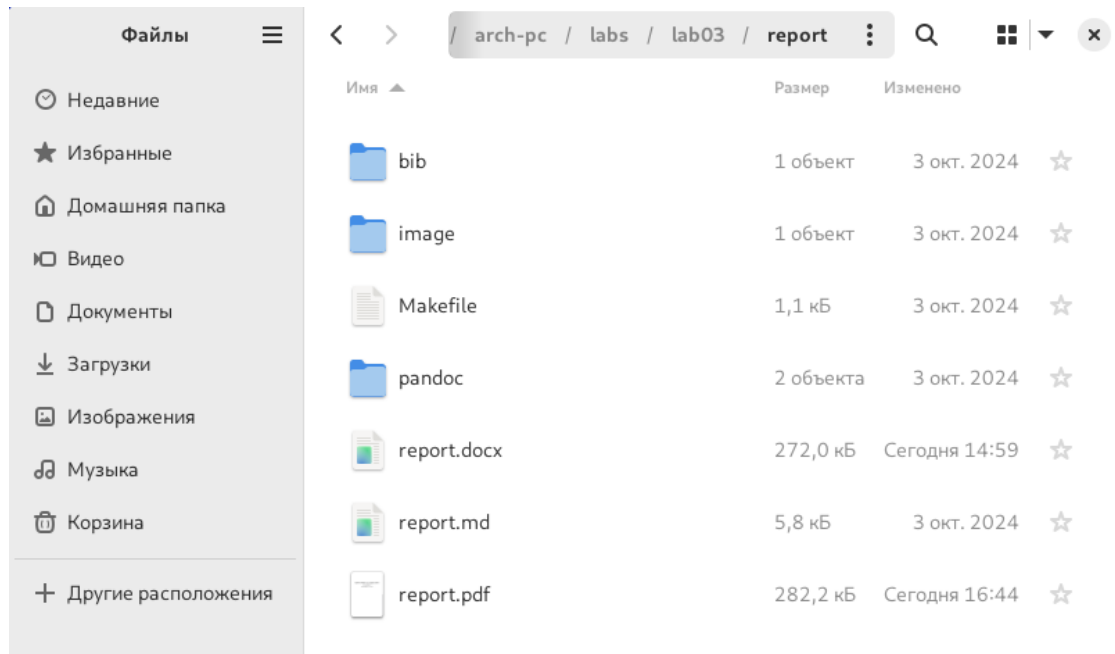 Файлы
/ arch-pc / labs / lab03 / report
Имя Размер Изменено
Недавние
Избранные
Домашняя папка
Видео
Документы
Загрузки
Изображения
Музыка
Корзина
Другие расположения
bib 1 объект 3 окт. 2024
image 1 объект 3 окт. 2024
Makefile 1,1 кБ 3 окт. 2024
pandoc 2 объекта 3 окт. 2024
report.docx 272,0 кБ Сегодня 14:59
report.md 5,8 кБ 3 окт. 2024
report.pdf 282,2 кБ Сегодня 16:44